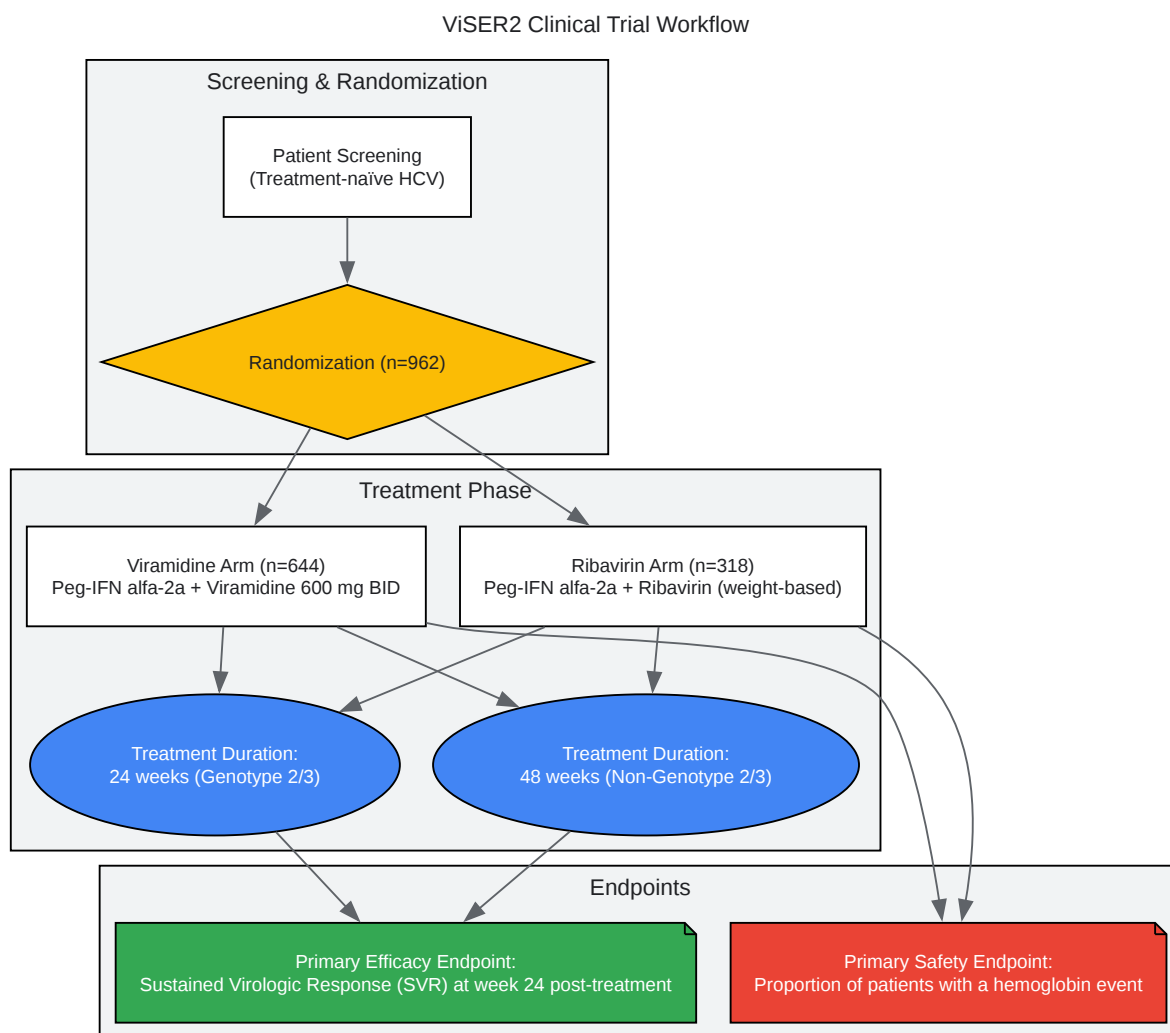 ViSER2 Clinical Trial Workflow
Screening & Randomization
Patient Screening
(Treatment-naïve HCV)
Randomization (n=962)
Treatment Phase
Viramidine Arm (n=644)
Peg-IFN alfa-2a + Viramidine 600 mg BID
Ribavirin Arm (n=318)
Peg-IFN alfa-2a + Ribavirin (weight-based)
Treatment Duration:
24 weeks (Genotype 2/3)
Treatment Duration:
48 weeks (Non-Genotype 2/3)
Endpoints
Primary Efficacy Endpoint:
Sustained Virologic Response (SVR) at week 24 post-treatment
Primary Safety Endpoint:
Proportion of patients with a hemoglobin event